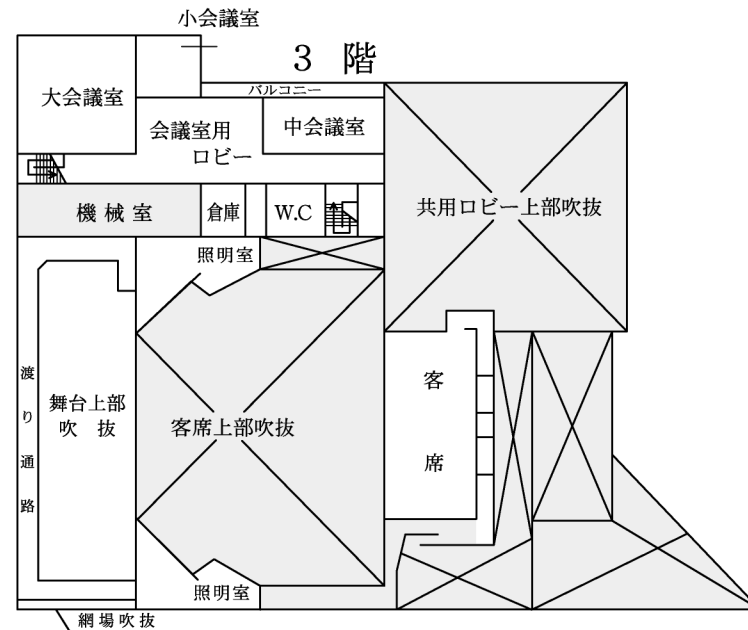 小会議室
3 階
大会議室
バルコニー
会議室用
ロビー
中会議室
機械室
倉庫
W.C
共用ロビー上部吹抜
照明室
渡り通路
舞台上部
吹 抜
客席上部吹抜
客席
照明室
網場吹抜